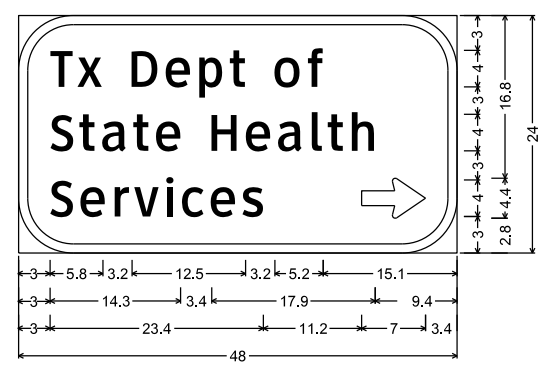 Tx Dept of
State Health
Services
3 4 3 4 3 4 3
16.8 4.4 2.8
24
3 5.8 3.2 12.5 3.2 5.2 15.1
3 14.3 3.4 17.9 9.4
3 23.4 11.2 7 3.4
48